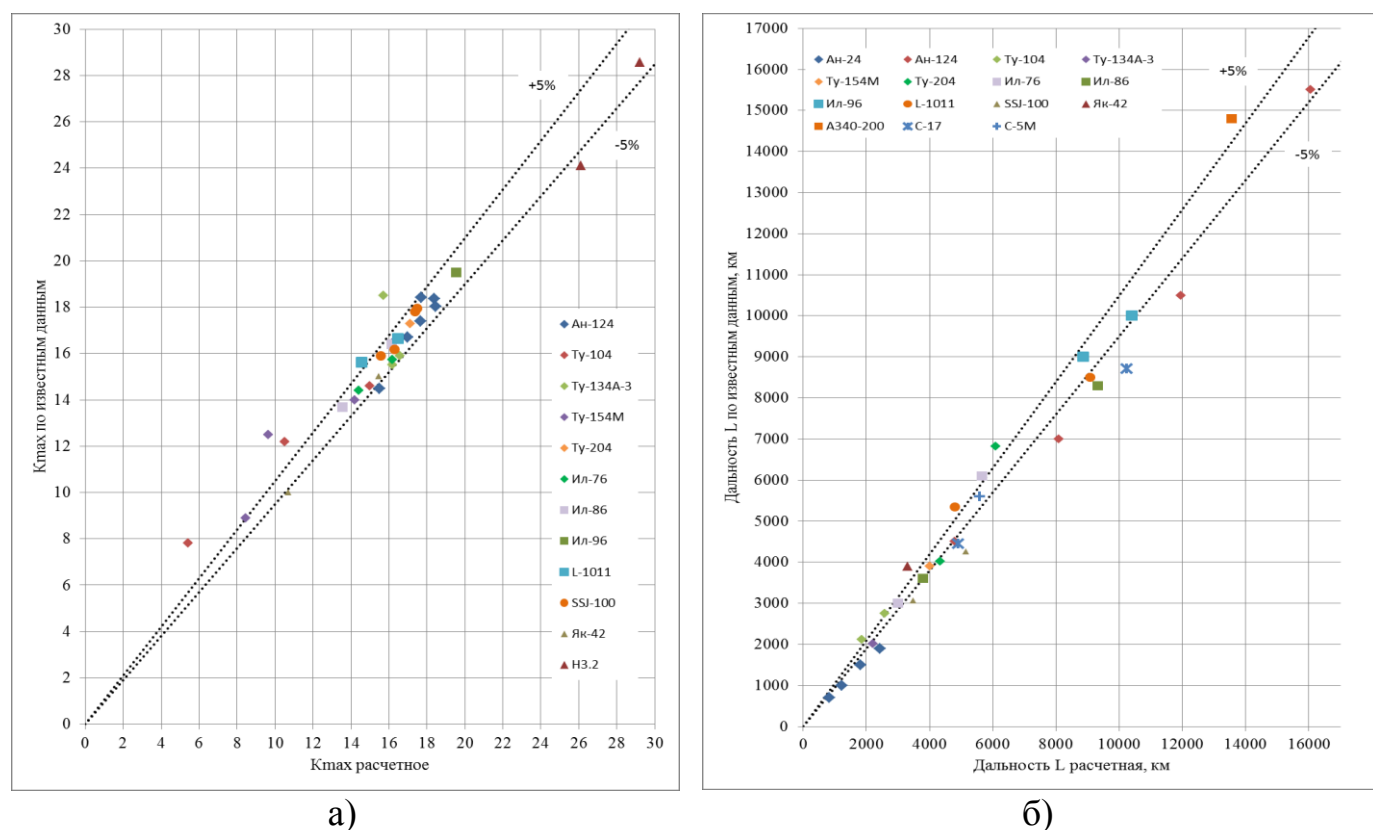 30
28
26
24
22
20
18
16
14
12
10
8
6
4
2
0
Kmax по известным данным
+5%
-5%
Ан-124
Ту-104
Ту-134А-3
Ту-154М
Ту-204
Ил-76
Ил-86
Ил-96
L-1011
SSJ-100
Як-42
Н3.2
0 2 4 6 8 10 12 14 16 18 20 22 24 26 28 30
Kmax расчетное
а)
17000
16000
15000
14000
13000
12000
11000
10000
9000
8000
7000
6000
5000
4000
3000
2000
1000
0
Дальность L по известным данным, км
Ан-24 Ан-124 Ту-104 Ту-134А-3
Ту-154М Ту-204 Ил-76 Ил-86
Ил-96 L-1011 SSJ-100 Як-42
А340-200 С-17 С-5М
+5%
-5%
0 2000 4000 6000 8000 10000 12000 14000 16000
Дальность L расчетная, км
б)